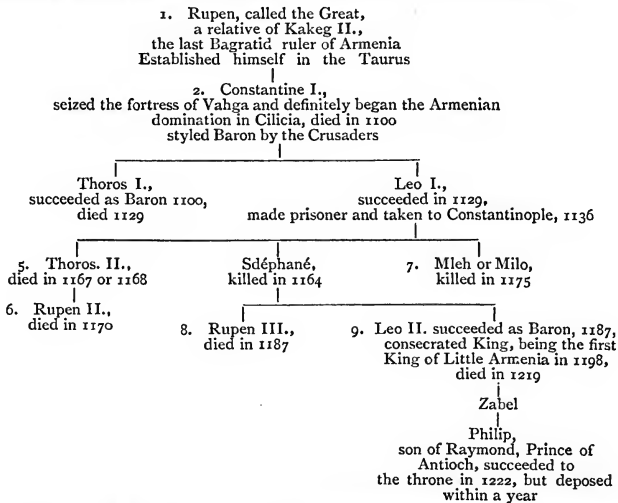 1. Rupen, called the Great,
a relative of Kakeg II.,
the last Bagratid ruler of Armenia
Established himself in the Taurus
2. Constantine I.,
seized the fortress of Vahga and definitely began the Armenian
domination in Cilicia, died in 1100
styled Baron by the Crusaders
Thoros I.,
succeeded as Baron 1100,
died 1129
Leo I.,
succeeded in 1129,
made prisoner and taken to Constantinople, 1136
5. Thoros. II.,
died in 1167 or 1168
Sdéphané,
killed in 1164
7. Mleh or Milo,
killed in 1175
6. Rupen II.,
died in 1170
8. Rupen III.,
died in 1187
9. Leo II. succeeded as Baron, 1187,
consecrated King, being the first
King of Little Armenia in 1198,
died in 1219
Zabel
Philip,
son of Raymond, Prince of
Antioch, succeeded to
the throne in 1222, but deposed
within a year